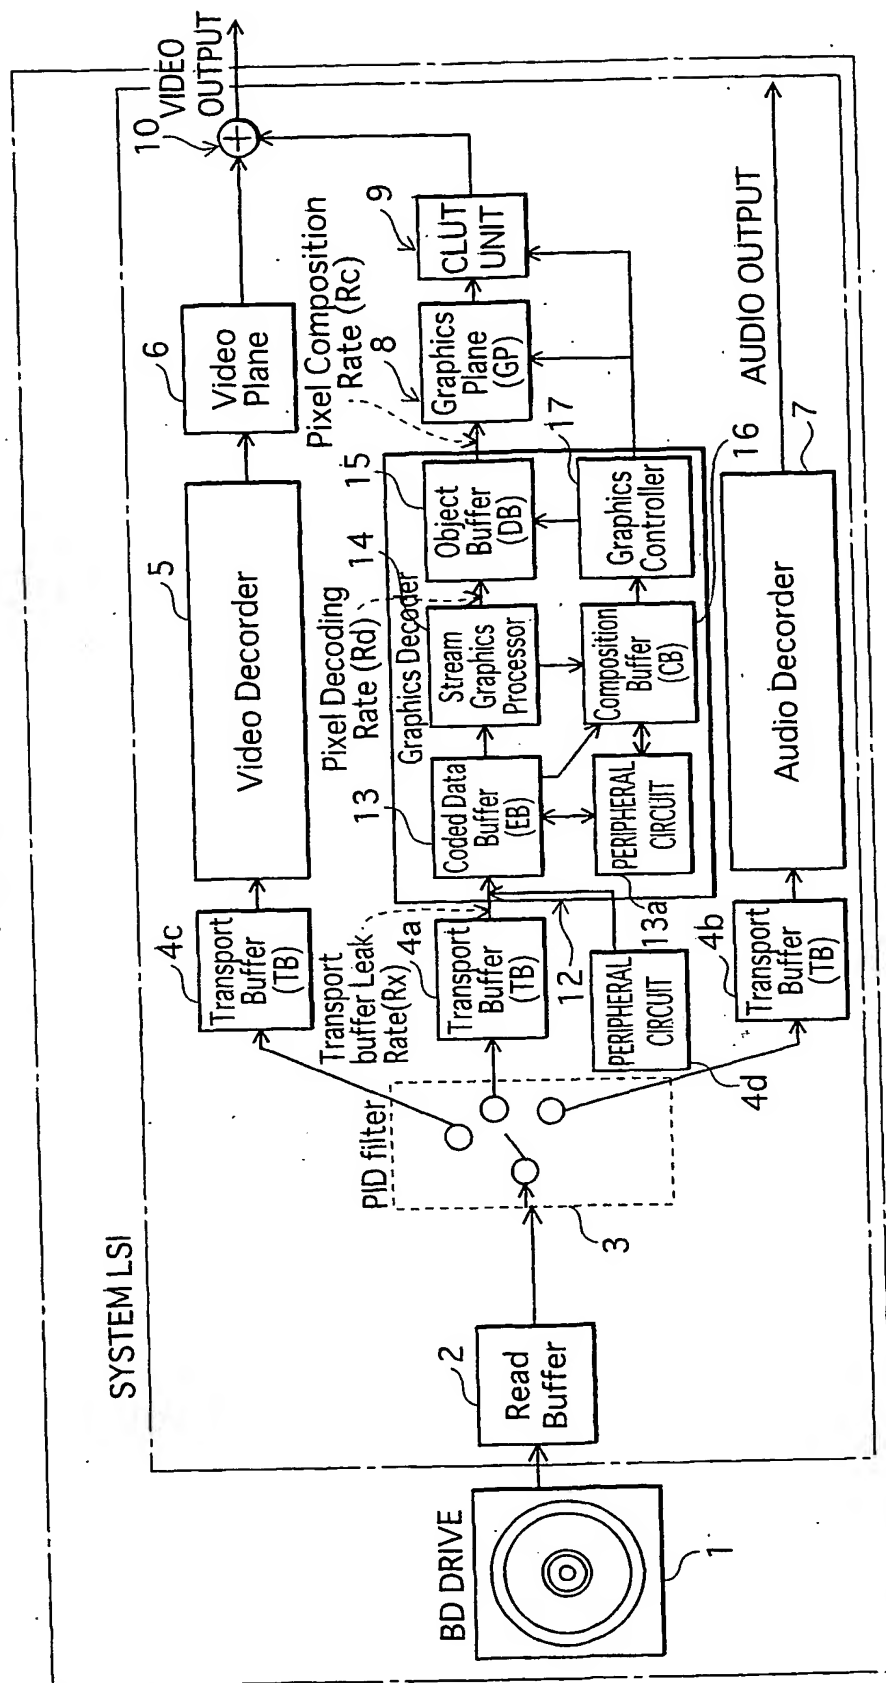 SYSTEM LSI
BD DRIVE
1
2
Read
Buffer
PID filter
3
4c
Transport
Buffer
(TB)
Transport
buffer Leak
Rate(Rx)
4a
Transport
Buffer
(TB)
12
PERIPHERAL
CIRCUIT
4d
4b
Transport
Buffer
(TB)
5
Video Decorder
6
Video
Plane
10
VIDEO
OUTPUT
Pixel Decoding
Rate (Rd)
Graphics Decoder
13
Coded Data
Buffer
(EB)
PERIPHERAL
CIRCUIT
13a
14
Stream
Graphics
Processor
Composition
Buffer
(CB)
16
15
Object
Buffer
(DB)
17
Graphics
Controller
Pixel Composition
Rate (Rc)
8
Graphics
Plane
(GP)
9
CLUT
UNIT
Audio Decorder
7
AUDIO OUTPUT